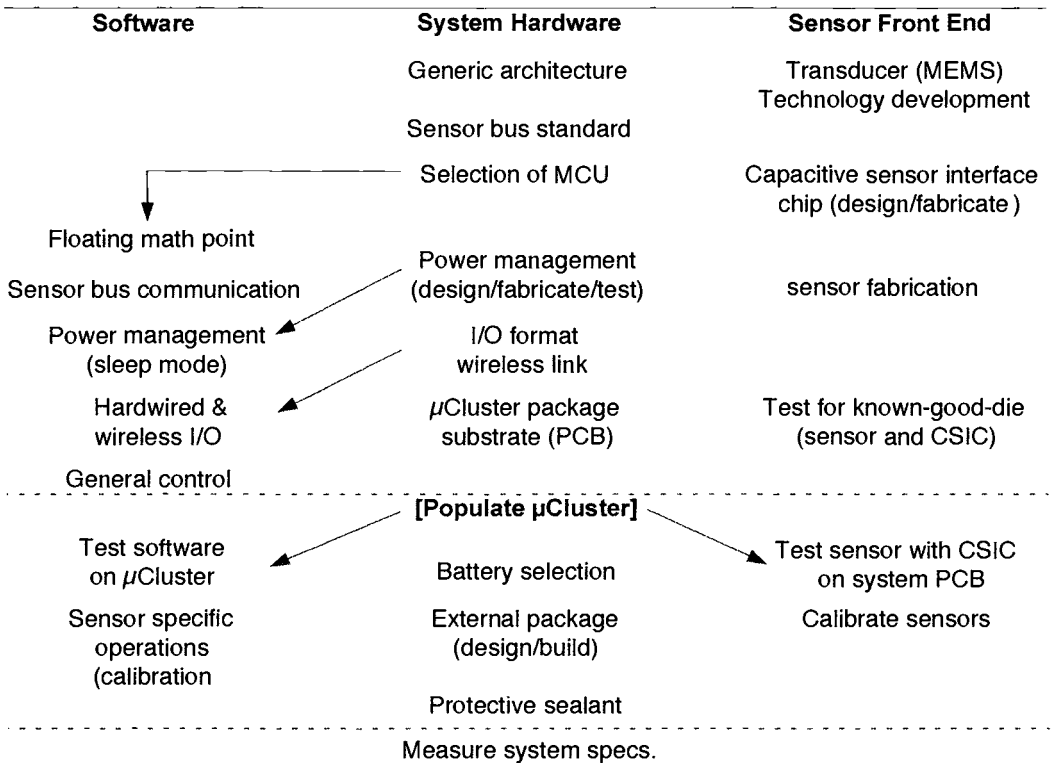 Software System Hardware Sensor Front End
Generic architecture
Transducer (MEMS)
Technology development
Sensor bus standard
Selection of MCU
Capacitive sensor interface
chip (design/fabricate)
Floating math point
Power management
(design/fabricate/test)
Sensor bus communication
sensor fabrication
Power management
(sleep mode)
I/O format
wireless link
Hardwired &
wireless I/O
μCluster package
substrate (PCB)
Test for known-good-die
(sensor and CSIC)
General control
[Populate μCluster]
Test software
on μCluster
Battery selection
Test sensor with CSIC
on system PCB
Sensor specific
operations
(calibration
External package
(design/build)
Calibrate sensors
Protective sealant
Measure system specs.